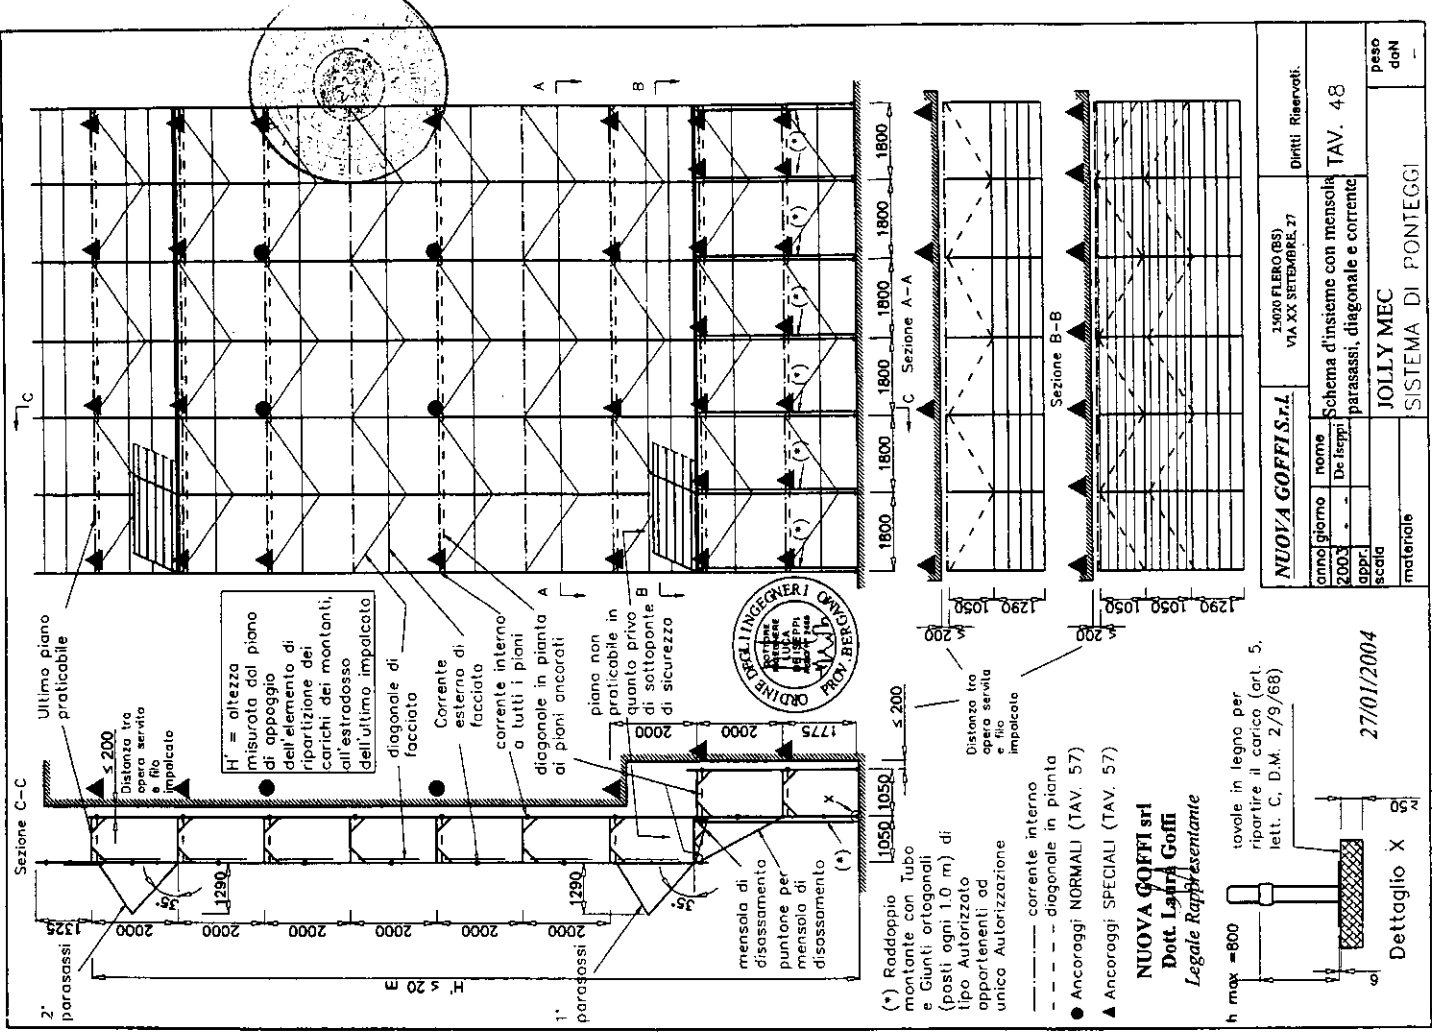 Sezione C-C
2° parasassi
1° parasassi
1325
2000
2000
2000
2000
2000
2000
H' ≤ 20 m
1290
35°
1290
35°
Ultimo piano
praticabile
≤ 200
Distanza tra
opera servita
e filo
impalcato
H' = altezza
misurata dal piano
di appoggio
dell'elemento di
ripartizione dei
carichi dei montanti,
all'estradosso
dell'ultimo impalcato
diagonale di
facciata
Corrente
esterno di
facciata
corrente interno
a tutti i piani
diagonale in pianta
ai piani ancorati
piano non
praticabile in
quanto privo
di sottoponte
di sicurezza
mensola di
disassamento
puntone per
mensola di
disassamento
(*)
X
1050
1050
2000
2000
1775
≤ 200
Distanza tra
opera servita
e filo
impalcato
A
A
B
B
C
C
(*)
(*)
(*)
(*)
(*)
(*)
1800
1800
1800
1800
1800
1800
Sezione A-A
≤ 200
1050
1290
Sezione B-B
≤ 200
1050
1050
1290
ORDINE DEGLI INGEGNERI
PROV. BERGAMO
DOTTORE
INGEGNERE
LUCA
DE ISEPPI
(*) Raddoppio
montante con Tubo
e Giunti ortogonali
(posti ogni 1.0 m) di
tipo Autorizzato
appartenenti ad
unica Autorizzazione
corrente interno
diagonale in pianta
● Ancoraggi NORMALI (TAV. 57)
▲ Ancoraggi SPECIALI (TAV. 57)
NUOVA GOFFI srl
Dott. Laura Goffi
Legale Rappresentante
h max =800
tavole in legno per
ripartire il carico (art. 5,
lett. C, D.M. 2/9/68)
≥50
6
Dettaglio X
27/01/2004
NUOVA GOFFI S.r.l.
25020 FLERO (BS)
VIA XX SETTEMBRE, 27
Diritti Riservati.
anno giorno nome
2003 - - De Iseppi
appr.
scala
materiale
Schema d'insieme con mensola
parasassi, diagonale e corrente
TAV. 48
JOLLY MEC
SISTEMA DI PONTEGGI
peso
daN
-